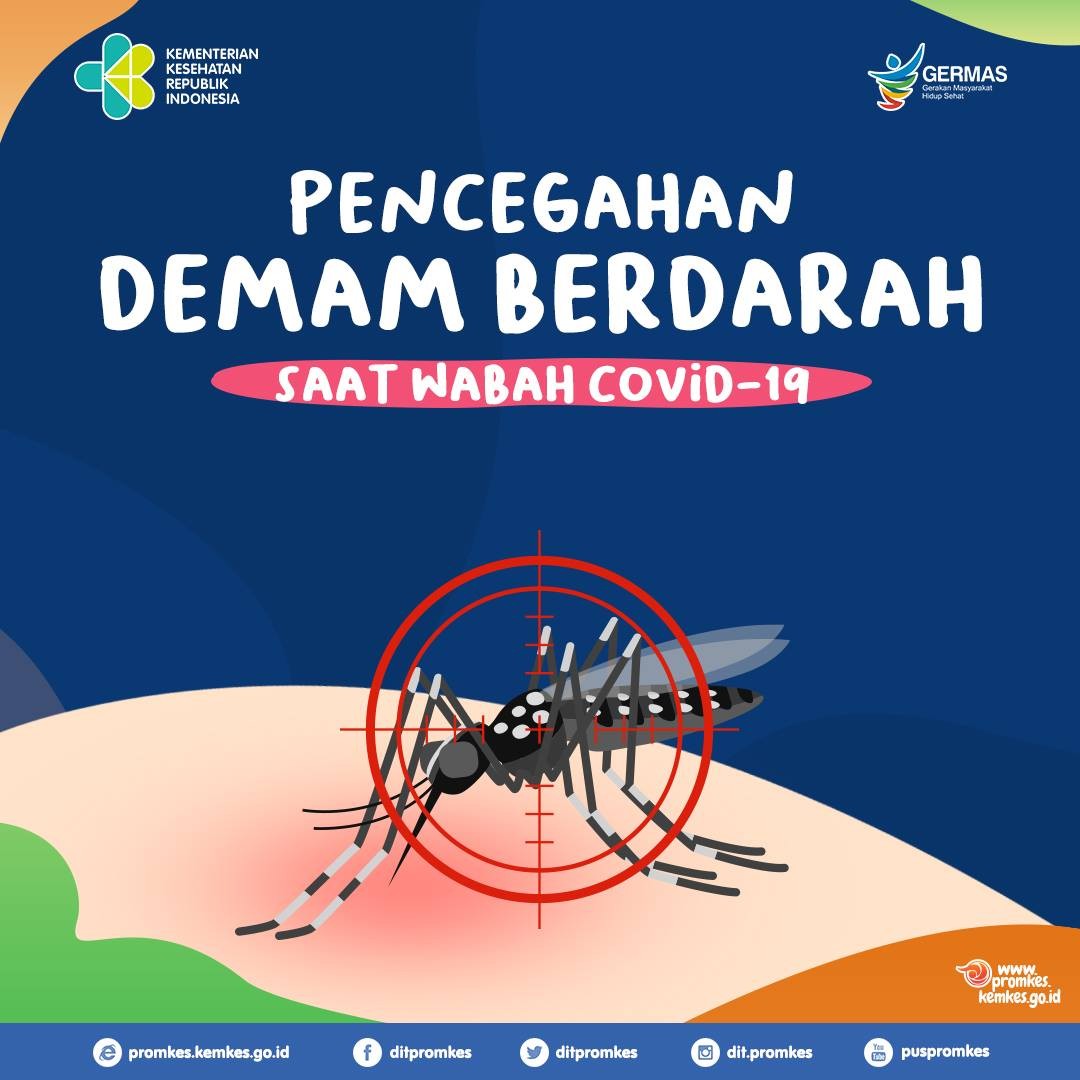 KEMENTERIAN
KESEHATAN
REPUBLIK
INDONESIA
GERMAS
Gerakan Masyarakat
Hidup Sehat
PENCEGAHAN
DEMAM BERDARAH
SAAT WABAH COViD-19
www.
promkes.
kemkes.go.id
promkes.kemkes.go.id
ditpromkes
ditpromkes
dit.promkes
You
Tube
puspromkes